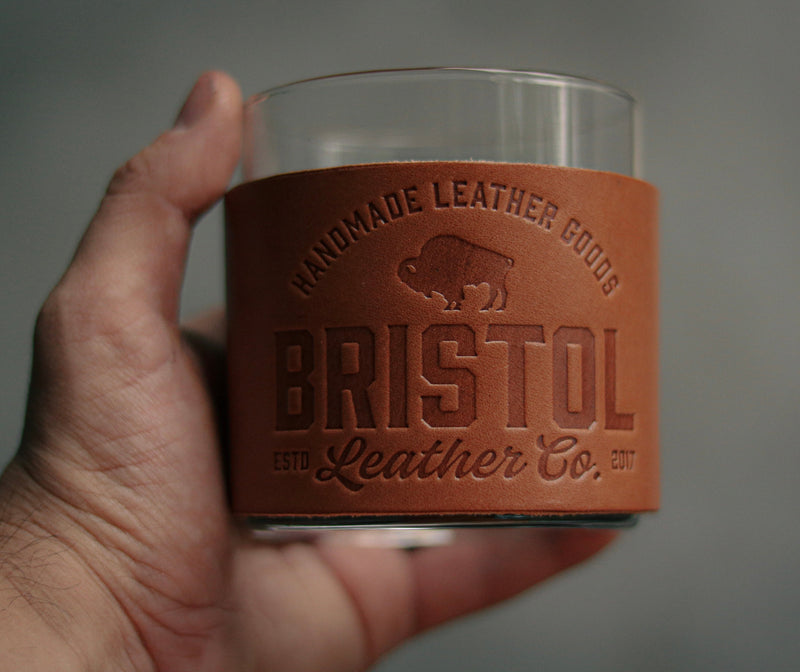 HANDMADE LEATHER GOODS
BRISTOL
ESTD Leather Co. 2017